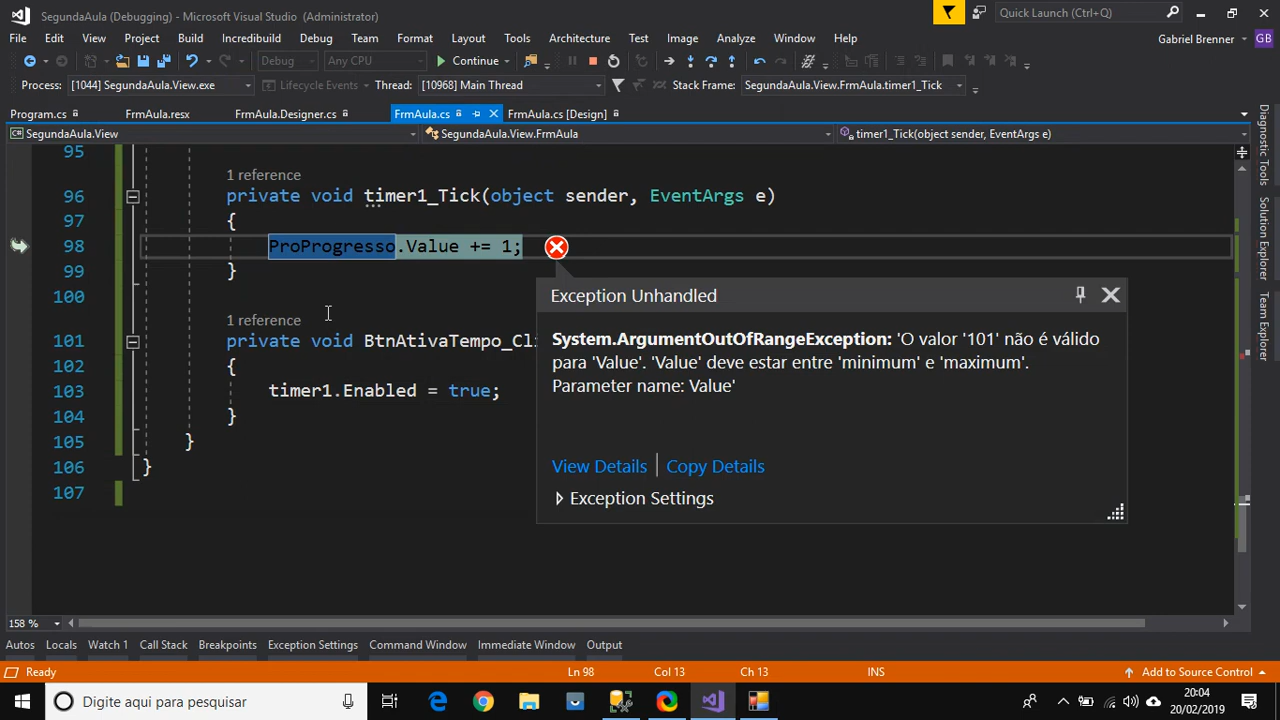 SegundaAula (Debugging) - Microsoft Visual Studio (Administrator)
Quick Launch (Ctrl+Q)
File Edit View Project Build Incredibuild Debug Team Format Layout Tools Architecture Test Image Analyze Window Help
Gabriel Brenner GB
Debug Any CPU Continue
Process: [1044] SegundaAula.View.exe Lifecycle Events Thread: [10968] Main Thread Stack Frame: SegundaAula.View.FrmAula.timer1_Tick
Program.cs FrmAula.resx FrmAula.Designer.cs FrmAula.cs FrmAula.cs [Design]
SegundaAula.View SegundaAula.View.FrmAula timer1_Tick(object sender, EventArgs e)
95
1 reference
96 private void timer1_Tick(object sender, EventArgs e)
97 {
98 ProProgresso.Value += 1;
99 }
100
1 reference
101 private void BtnAtivaTempo_Cli
102 {
103 timer1.Enabled = true;
104 }
105 }
106 }
107
Exception Unhandled
System.ArgumentOutOfRangeException: 'O valor '101' não é válido
para 'Value'. 'Value' deve estar entre 'minimum' e 'maximum'.
Parameter name: Value'
View Details Copy Details
Exception Settings
Diagnostic Tools
Solution Explorer
Team Explorer
158 %
Autos Locals Watch 1 Call Stack Breakpoints Exception Settings Command Window Immediate Window Output
Ready Ln 98 Col 13 Ch 13 INS Add to Source Control
Digite aqui para pesquisar
20:04
20/02/2019